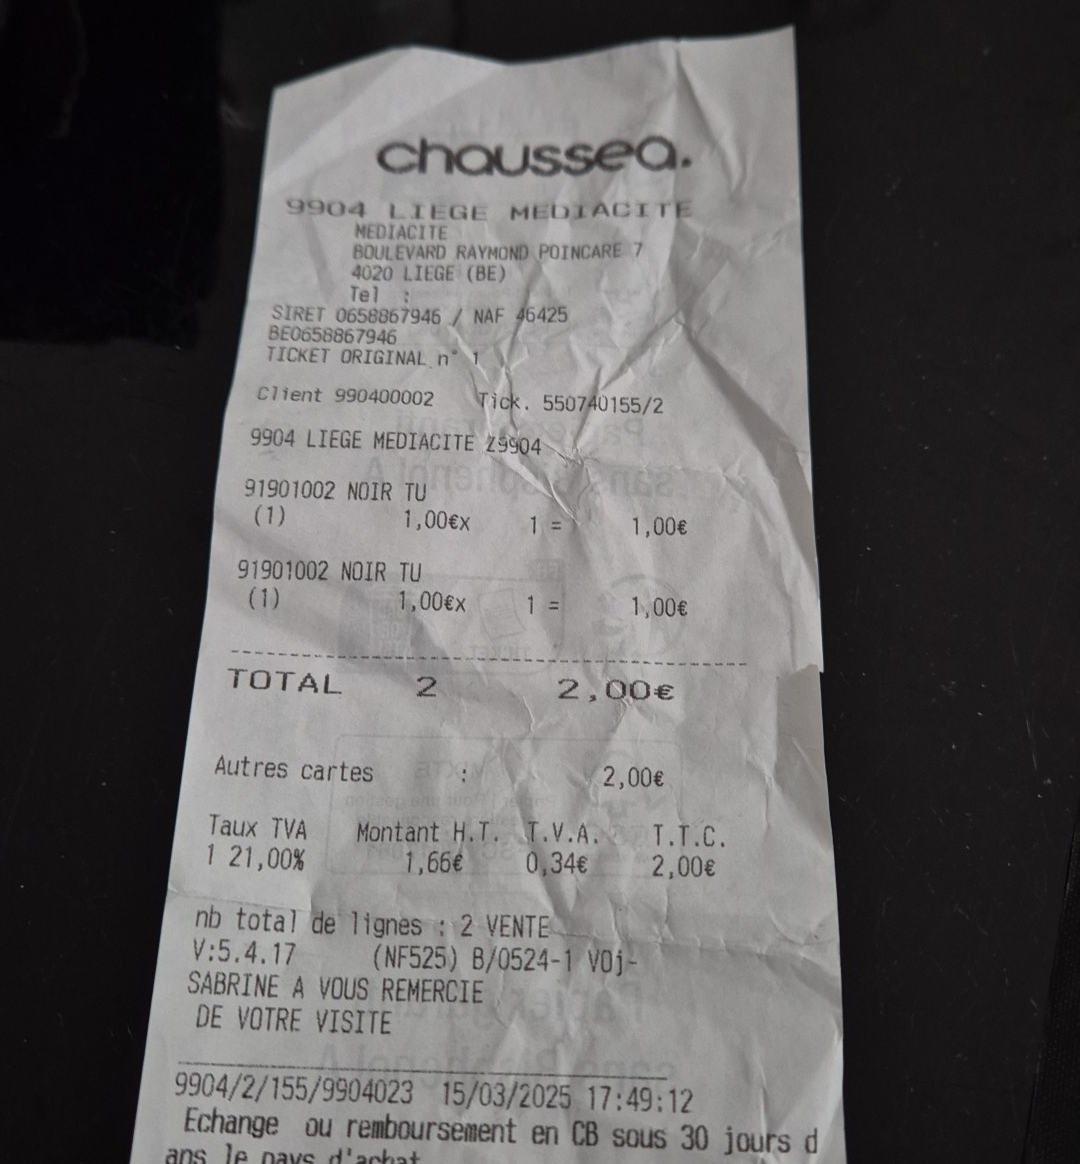 chaussea.
9904 LIEGE MEDIACITE
MEDIACITE
BOULEVARD RAYMOND POINCARE 7
4020 LIEGE (BE)
Tel :
SIRET 0658867946 / NAF 46425
BE0658867946
TICKET ORIGINAL n° 1
Client 990400002 Tick. 550740155/2
9904 LIEGE MEDIACITE Z9904
91901002 NOIR TU
(1) 1,00€x 1 = 1,00€
91901002 NOIR TU
(1) 1,00€x 1 = 1,00€
TOTAL 2 2,00€
Autres cartes : 2,00€
Taux TVA Montant H.T. T.V.A. T.T.C.
1 21,00% 1,66€ 0,34€ 2,00€
nb total de lignes : 2 VENTE
V:5.4.17 (NF525) B/0524-1 VOj-
SABRINE A VOUS REMERCIE
DE VOTRE VISITE
9904/2/155/9904023 15/03/2025 17:49:12
Echange ou remboursement en CB sous 30 jours d
ans le pays d'achat